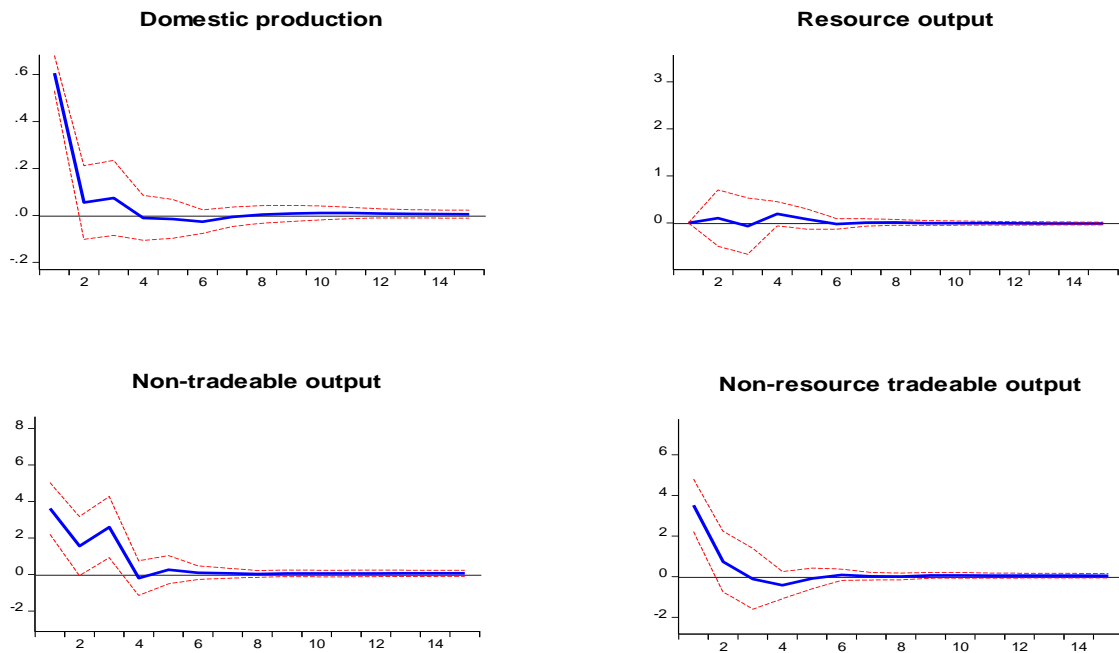 Domestic production
.6
.4
.2
.0
-.2
2 4 6 8 10 12 14
Resource output
3
2
1
0
2 4 6 8 10 12 14
Non-tradeable output
8
6
4
2
0
-2
2 4 6 8 10 12 14
Non-resource tradeable output
6
4
2
0
-2
2 4 6 8 10 12 14